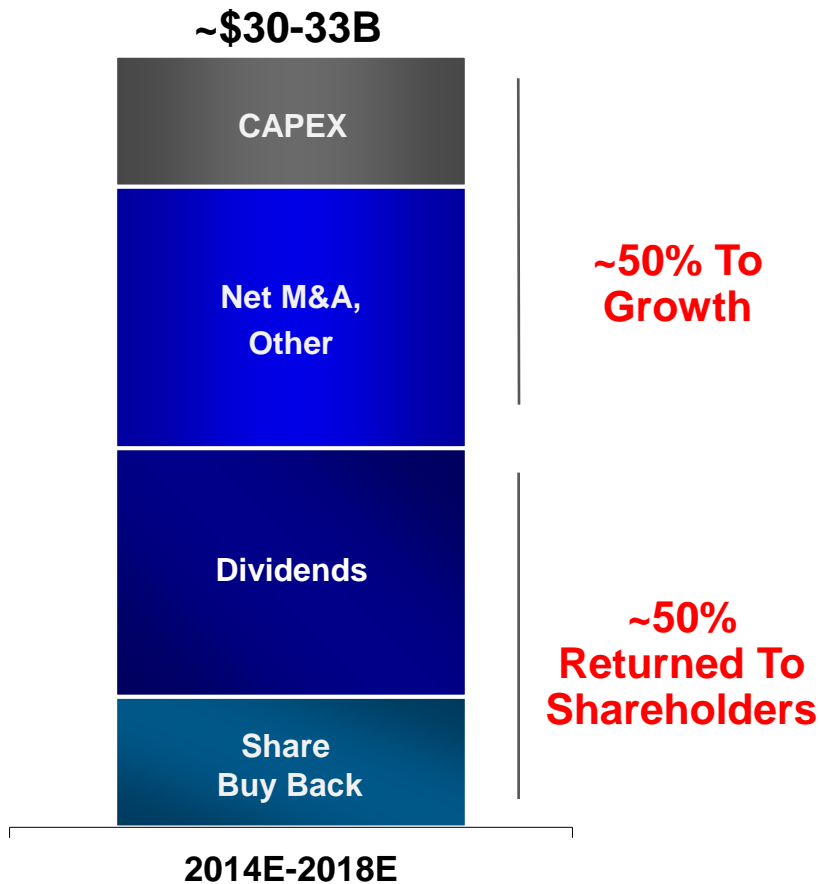 ~$30-33B
CAPEX
Net M&A,
Other
~50% To
Growth
Dividends
~50%
Returned To
Shareholders
Share
Buy Back
2014E-2018E